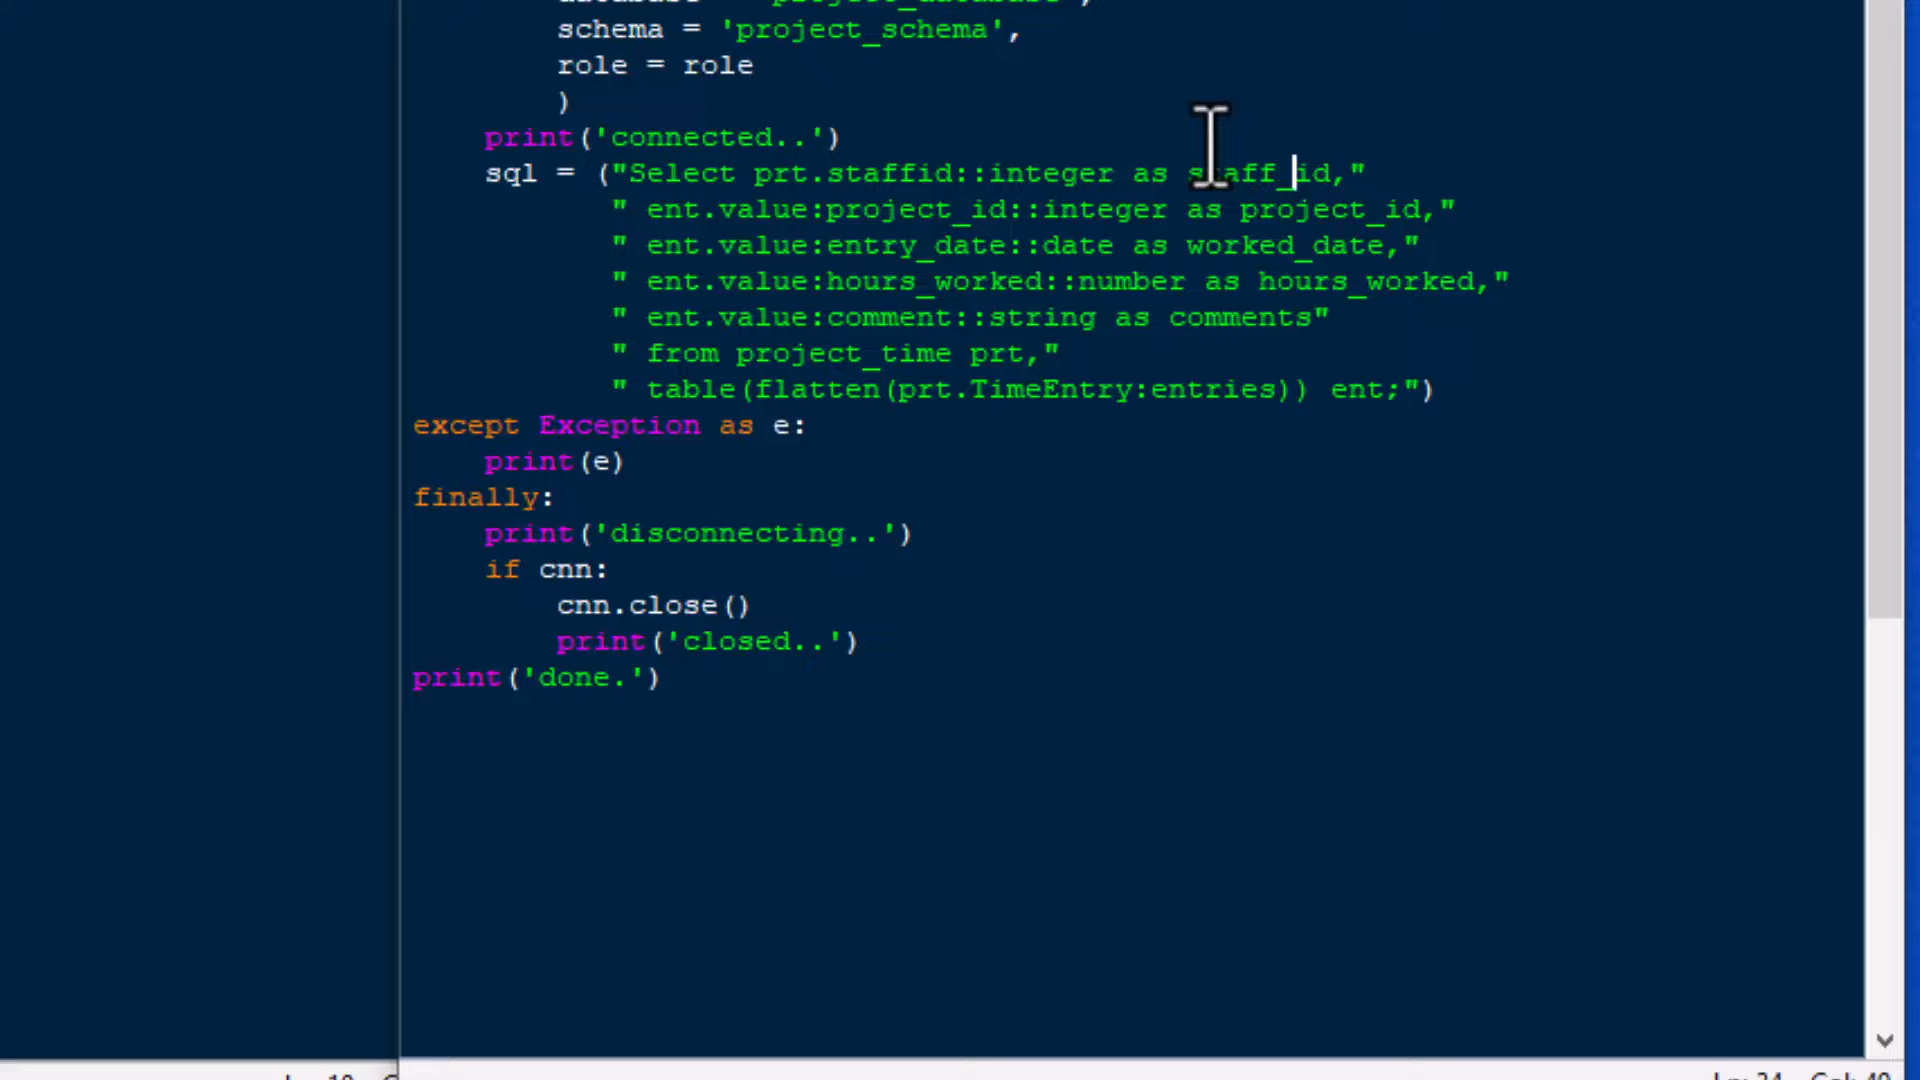 schema = 'project_schema',
role = role
)
print('connected..')
sql = ("Select prt.staffid::integer as staff_id,"
" ent.value:project_id::integer as project_id,"
" ent.value:entry_date::date as worked_date,"
" ent.value:hours_worked::number as hours_worked,"
" ent.value:comment::string as comments"
" from project_time prt,"
" table(flatten(prt.TimeEntry:entries)) ent;")
except Exception as e:
print(e)
finally:
print('disconnecting..')
if cnn:
cnn.close()
print('closed..')
print('done.')